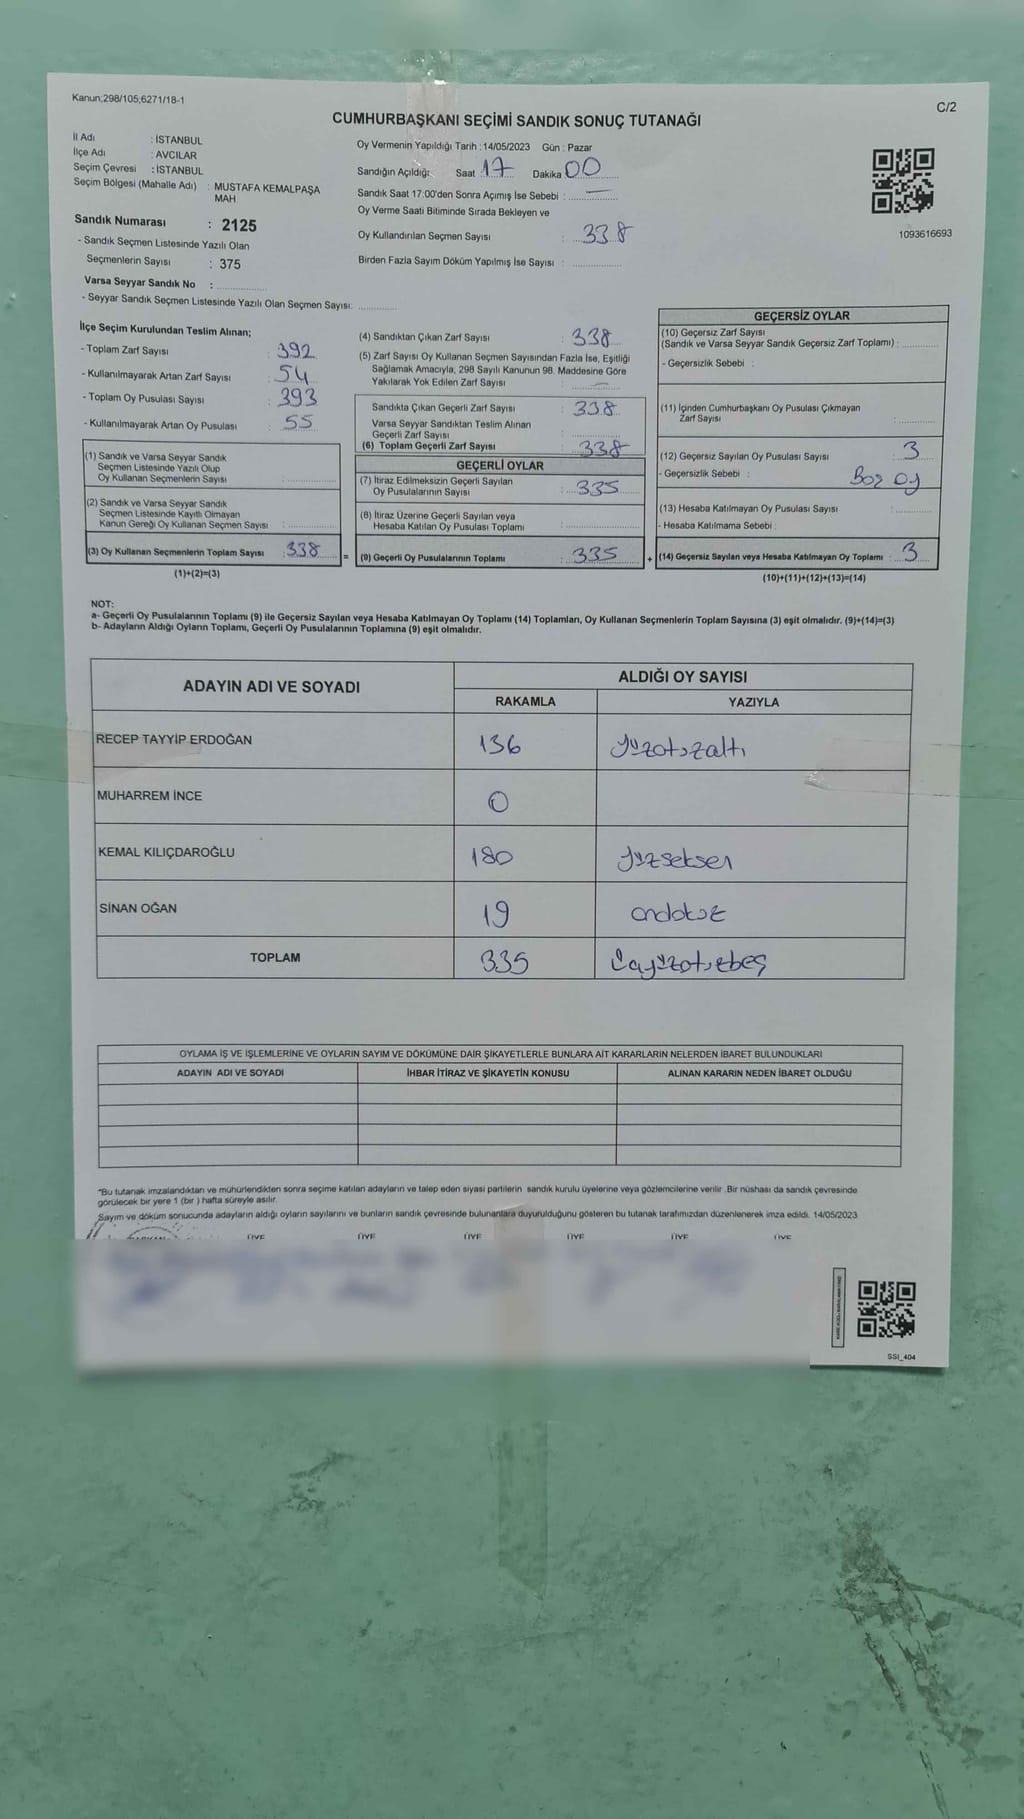 Kanun;298/105;6271/18-1
C/2
CUMHURBAŞKANI SEÇİMİ SANDIK SONUÇ TUTANAĞI
İl Adı : İSTANBUL
İlçe Adı : AVCILAR
Seçim Çevresi : İSTANBUL
Seçim Bölgesi (Mahalle Adı) : MUSTAFA KEMALPAŞA
MAH
Sandık Numarası : 2125
- Sandık Seçmen Listesinde Yazılı Olan
Seçmenlerin Sayısı : 375
Varsa Seyyar Sandık No :
- Seyyar Sandık Seçmen Listesinde Yazılı Olan Seçmen Sayısı:
Oy Vermenin Yapıldığı Tarih : 14/05/2023 Gün : Pazar
Sandığın Açıldığı: Saat 17 Dakika 00
Sandık Saat 17:00'den Sonra Açımış İse Sebebi : —
Oy Verme Saati Bitiminde Sırada Bekleyen ve
Oy Kullandırılan Seçmen Sayısı : 338
Birden Fazla Sayım Döküm Yapılmış İse Sayısı :
1093616693
İlçe Seçim Kurulundan Teslim Alınan;
- Toplam Zarf Sayısı : 392
- Kullanılmayarak Artan Zarf Sayısı : 54
- Toplam Oy Pusulası Sayısı : 393
- Kullanılmayarak Artan Oy Pusulası : 55
(1) Sandık ve Varsa Seyyar Sandık
Seçmen Listesinde Yazılı Olup
Oy Kullanan Seçmenlerin Sayısı :
(2) Sandık ve Varsa Seyyar Sandık
Seçmen Listesinde Kayıtlı Olmayan
Kanun Gereği Oy Kullanan Seçmen Sayısı :
(3) Oy Kullanan Seçmenlerin Toplam Sayısı : 338
(1)+(2)=(3)
(4) Sandıktan Çıkan Zarf Sayısı : 338
(5) Zarf Sayısı Oy Kullanan Seçmen Sayısından Fazla İse, Eşitliği
Sağlamak Amacıyla, 298 Sayılı Kanunun 98. Maddesine Göre
Yakılarak Yok Edilen Zarf Sayısı : —
Sandıkta Çıkan Geçerli Zarf Sayısı : 338
Varsa Seyyar Sandıktan Teslim Alınan
Geçerli Zarf Sayısı :
(6) Toplam Geçerli Zarf Sayısı : 338
GEÇERLİ OYLAR
(7) İtiraz Edilmeksizin Geçerli Sayılan
Oy Pusulalarının Sayısı : 335
(8) İtiraz Üzerine Geçerli Sayılan veya
Hesaba Katılan Oy Pusulası Toplamı :
= (9) Geçerli Oy Pusulalarının Toplamı : 335 +
GEÇERSİZ OYLAR
(10) Geçersiz Zarf Sayısı
(Sandık ve Varsa Seyyar Sandık Geçersiz Zarf Toplamı) :
- Geçersizlik Sebebi :
(11) İçinden Cumhurbaşkanı Oy Pusulası Çıkmayan
Zarf Sayısı :
(12) Geçersiz Sayılan Oy Pusulası Sayısı : 3
- Geçersizlik Sebebi : Boş oy
(13) Hesaba Katılmayan Oy Pusulası Sayısı :
- Hesaba Katılmama Sebebi :
(14) Geçersiz Sayılan veya Hesaba Katılmayan Oy Toplamı : 3
(10)+(11)+(12)+(13)=(14)
NOT:
a- Geçerli Oy Pusulalarının Toplamı (9) ile Geçersiz Sayılan veya Hesaba Katılmayan Oy Toplamı (14) Toplamları, Oy Kullanan Seçmenlerin Toplam Sayısına (3) eşit olmalıdır. (9)+(14)=(3)
b- Adayların Aldığı Oyların Toplamı, Geçerli Oy Pusulalarının Toplamına (9) eşit olmalıdır.
ADAYIN ADI VE SOYADI ALDIĞI OY SAYISI
RAKAMLA YAZIYLA
RECEP TAYYİP ERDOĞAN 136 Yüzotuzaltı
MUHARREM İNCE 0
KEMAL KILIÇDAROĞLU 180 Yüzseksen
SİNAN OĞAN 19 ondokuz
TOPLAM 335 Üçyüzotuzbeş
OYLAMA İŞ VE İŞLEMLERİNE VE OYLARIN SAYIM VE DÖKÜMÜNE DAİR ŞİKAYETLERLE BUNLARA AİT KARARLARIN NELERDEN İBARET BULUNDUKLARI
ADAYIN ADI VE SOYADI İHBAR İTİRAZ VE ŞİKAYETİN KONUSU ALINAN KARARIN NEDEN İBARET OLDUĞU
*Bu tutanak imzalandıktan ve mühürlendikten sonra seçime katılan adayların ve talep eden siyasi partilerin sandık kurulu üyelerine veya gözlemcilerine verilir .Bir nüshası da sandık çevresinde
görülecek bir yere 1 (bir ) hafta süreyle asılır.
Sayım ve döküm sonucunda adayların aldığı oyların sayılarını ve bunların sandık çevresinde bulunanlara duyurulduğunu gösteren bu tutanak tarafımızdan düzenlenerek imza edildi. 14/05/2023
ÜYE ÜYE ÜYE ÜYE ÜYE ÜYE
SSI_404